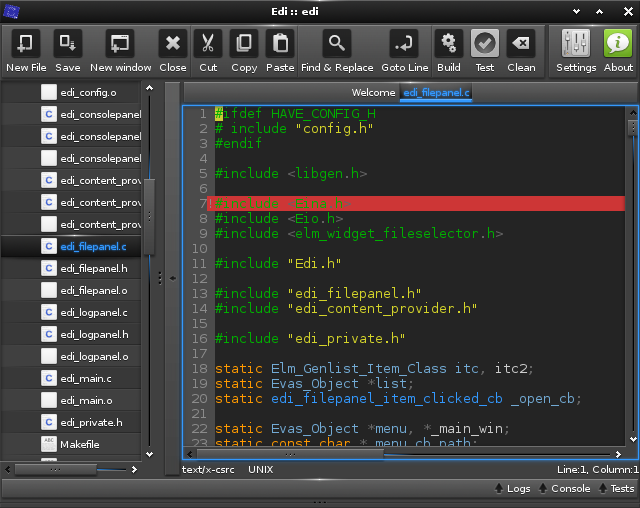 Edi :: edi
New File Save New window Close Cut Copy Paste Find & Replace Goto Line Build Test Clean Settings About
edi_config.o
edi_consolepanel
edi_consolepanel
edi_consolepanel
edi_content_prov
edi_content_prov
edi_content_prov
edi_filepanel.c
edi_filepanel.h
edi_filepanel.o
edi_logpanel.c
edi_logpanel.h
edi_logpanel.o
edi_main.c
edi_main.o
edi_private.h
Makefile
Welcome edi_filepanel.c
1 #ifdef HAVE_CONFIG_H
2 # include "config.h"
3 #endif
4
5 #include <libgen.h>
6
7 #include
8 #include <Eio.h>
9 #include <elm_widget_fileselector.h>
10
11 #include "Edi.h"
12
13 #include "edi_filepanel.h"
14 #include "edi_content_provider.h"
15
16 #include "edi_private.h"
17
18 static Elm_Genlist_Item_Class itc, itc2;
19 static Evas_Object *list;
20 static edi_filepanel_item_clicked_cb _open_cb;
21
22 static Evas_Object *menu, *_main_win;
23 static const char *_menu_cb_path;
text/x-csrc UNIX Line:1, Column:1
Logs Console Tests